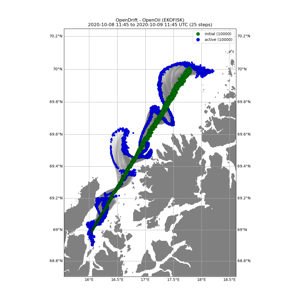 OpenDrift - OpenOil (EKOFISK)
2020-10-08 11:45 to 2020-10-09 11:45 UTC (25 steps)
initial (10000)
active (10000)
70.2°N 70.2°N
70°N 70°N
69.8°N 69.8°N
69.6°N 69.6°N
69.4°N 69.4°N
69.2°N 69.2°N
69°N 69°N
68.8°N 68.8°N
16°E 16.5°E 17°E 17.5°E 18°E 18.5°E